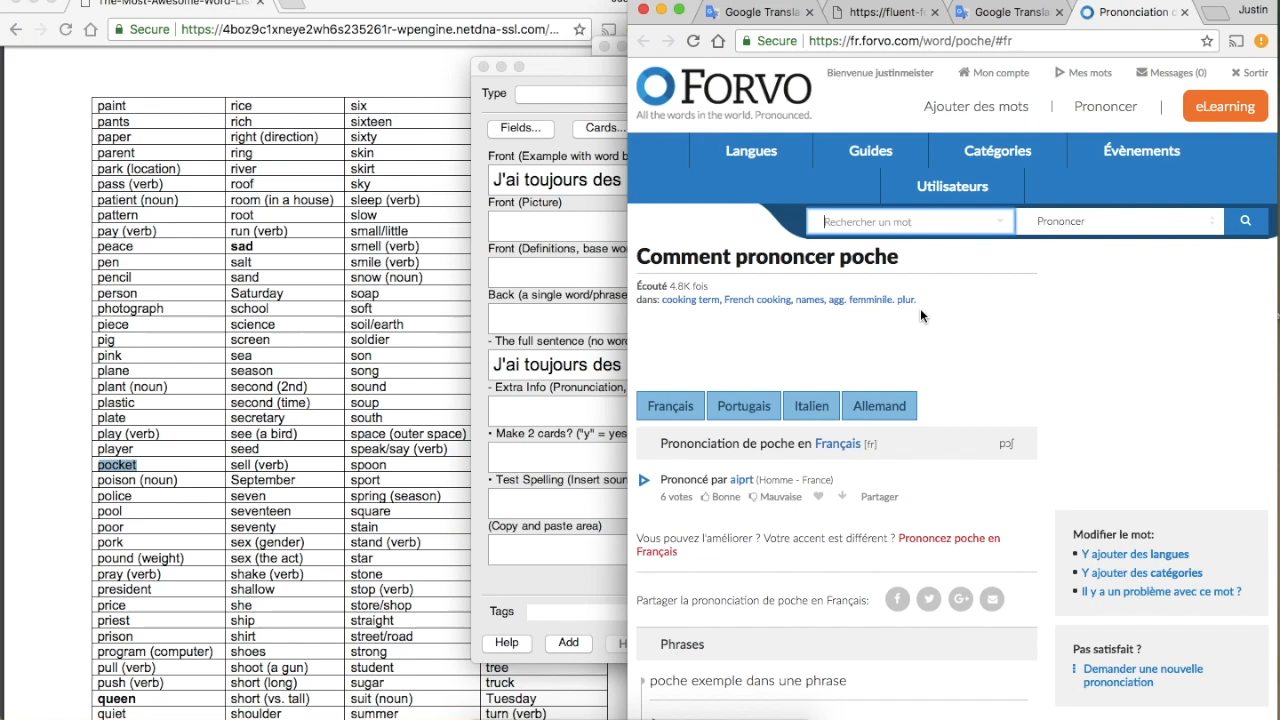 The-Most-Awesome-Word-Lis
Secure
https://4boz9c1xneye2wh6s235261r-wpengine.netdna-ssl.com/...
paint rice six
pants rich sixteen
paper right (direction) sixty
parent ring skin
park (location) river skirt
pass (verb) roof sky
patient (noun) room (in a house) sleep (verb)
pattern root slow
pay (verb) run (verb) small/little
peace sad smell (verb)
pen salt smile (verb)
pencil sand snow (noun)
person Saturday soap
photograph school soft
piece science soil/earth
pig screen soldier
pink sea son
plane season song
plant (noun) second (2nd) sound
plastic second (time) soup
plate secretary south
play (verb) see (a bird) space (outer space)
player seed speak/say (verb)
pocket sell (verb) spoon
poison (noun) September sport
police seven spring (season)
pool seventeen square
poor seventy stain
pork sex (gender) stand (verb)
pound (weight) sex (the act) star
pray (verb) shake (verb) stone
president shallow stop (verb)
price she store/shop
priest ship straight
prison shirt street/road
program (computer) shoes strong
pull (verb) shoot (a gun) student tree
push (verb) short (long) sugar truck
queen short (vs. tall) suit (noun) Tuesday
quiet shoulder summer turn (verb)
Type
Fields...
Cards...
Front (Example with word b
J'ai toujours des
Front (Picture)
Front (Definitions, base wo
Back (a single word/phrase
- The full sentence (no wor
J'ai toujours des
- Extra Info (Pronunciation,
• Make 2 cards? ("y" = yes
• Test Spelling (Insert soun
(Copy and paste area)
Tags
Help
Add
H
Google Transla
https://fluent-f
Google Transla
Prononciation d
Justin
Secure
https://fr.forvo.com/word/poche/#fr
FORVO
All the words in the world. Pronounced.
Bienvenue justinmeister
Mon compte
Mes mots
Messages (0)
Sortir
Ajouter des mots | Prononcer |
eLearning
Langues
Guides
Catégories
Évènements
Utilisateurs
Rechercher un mot
Prononcer
Comment prononcer poche
Écouté 4.8K fois
dans: cooking term, French cooking, names, agg. femminile. plur.
Français
Portugais
Italien
Allemand
Prononciation de poche en Français [fr]
pɔʃ
Prononcé par aiprt (Homme - France)
6 votes Bonne Mauvaise Partager
Vous pouvez l'améliorer ? Votre accent est différent ? Prononcez poche en
Français
Partager la prononciation de poche en Français:
Phrases
poche exemple dans une phrase
Modifier le mot:
Y ajouter des langues
Y ajouter des catégories
Il y a un problème avec ce mot ?
Pas satisfait ?
Demander une nouvelle
prononciation